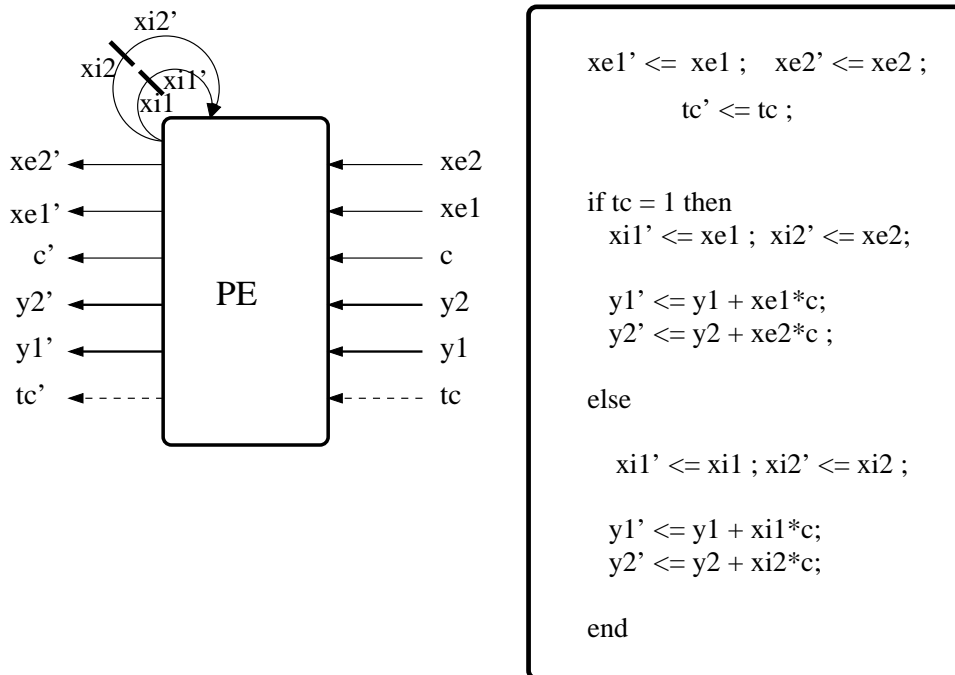 xi2’
xi2
xi1’
xi1
xe2’ xe2
xe1’ xe1
c’ c
PE
y2’ y2
y1’ y1
tc’ tc
xe1’ <= xe1 ; xe2’ <= xe2 ;
tc’ <= tc ;
if tc = 1 then
xi1’ <= xe1 ; xi2’ <= xe2;
y1’ <= y1 + xe1*c;
y2’ <= y2 + xe2*c ;
else
xi1’ <= xi1 ; xi2’ <= xi2 ;
y1’ <= y1 + xi1*c;
y2’ <= y2 + xi2*c;
end